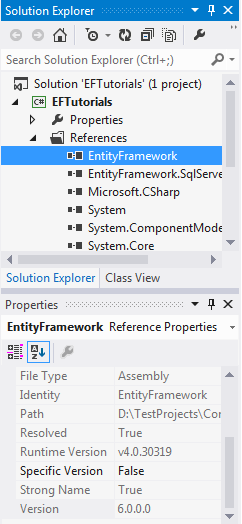 Solution Explorer
Search Solution Explorer (Ctrl+;)
Solution 'EFTutorials' (1 project)
C# EFTutorials
Properties
References
EntityFramework
EntityFramework.SqlServe
Microsoft.CSharp
System
System.ComponentMode
System.Core
Solution Explorer Class View
Properties
EntityFramework Reference Properties
File Type Assembly
Identity EntityFramework
Path D:\TestProjects\Cor
Resolved True
Runtime Version v4.0.30319
Specific Version False
Strong Name True
Version 6.0.0.0